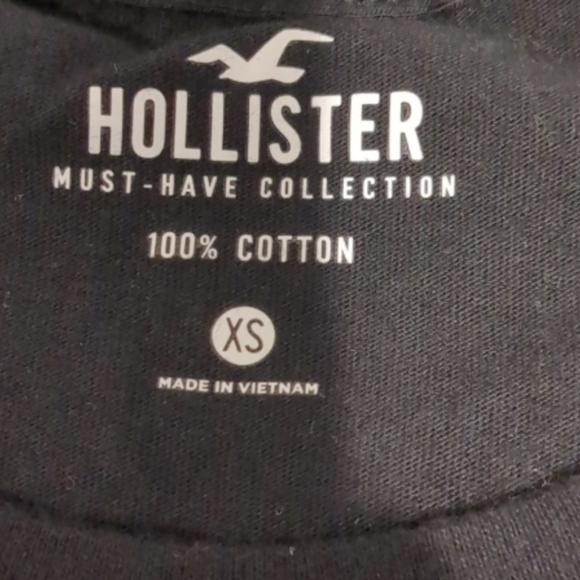 HOLLISTER
MUST-HAVE COLLECTION
100% COTTON
XS
MADE IN VIETNAM